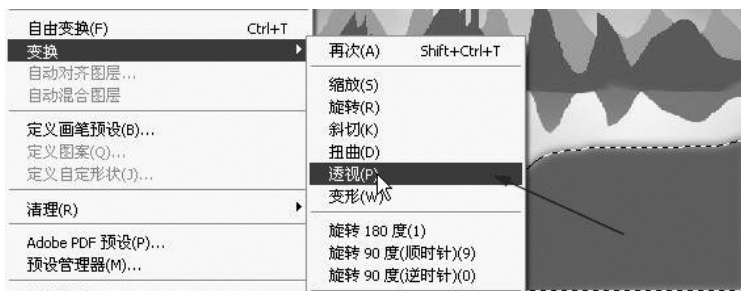 自由变换(F) Ctrl+T
变换
自动对齐图层...
自动混合图层
定义画笔预设(B)...
定义图案(Q)...
定义自定形状(J)...
清理(R)
Adobe PDF 预设(P)...
预设管理器(M)...
再次(A) Shift+Ctrl+T
缩放(S)
旋转(R)
斜切(K)
扭曲(D)
透视(P)
变形(W)
旋转 180 度(1)
旋转 90 度(顺时针)(9)
旋转 90 度(逆时针)(0)